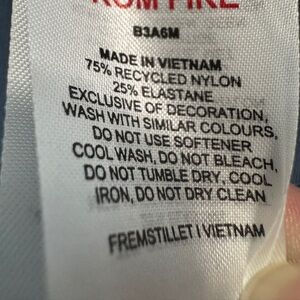 B3A6M
MADE IN VIETNAM
75% RECYCLED NYLON
25% ELASTANE
EXCLUSIVE OF DECORATION,
WASH WITH SIMILAR COLOURS,
DO NOT USE SOFTENER
COOL WASH, DO NOT BLEACH,
DO NOT TUMBLE DRY, COOL
IRON, DO NOT DRY CLEAN
FREMSTILLET I VIETNAM